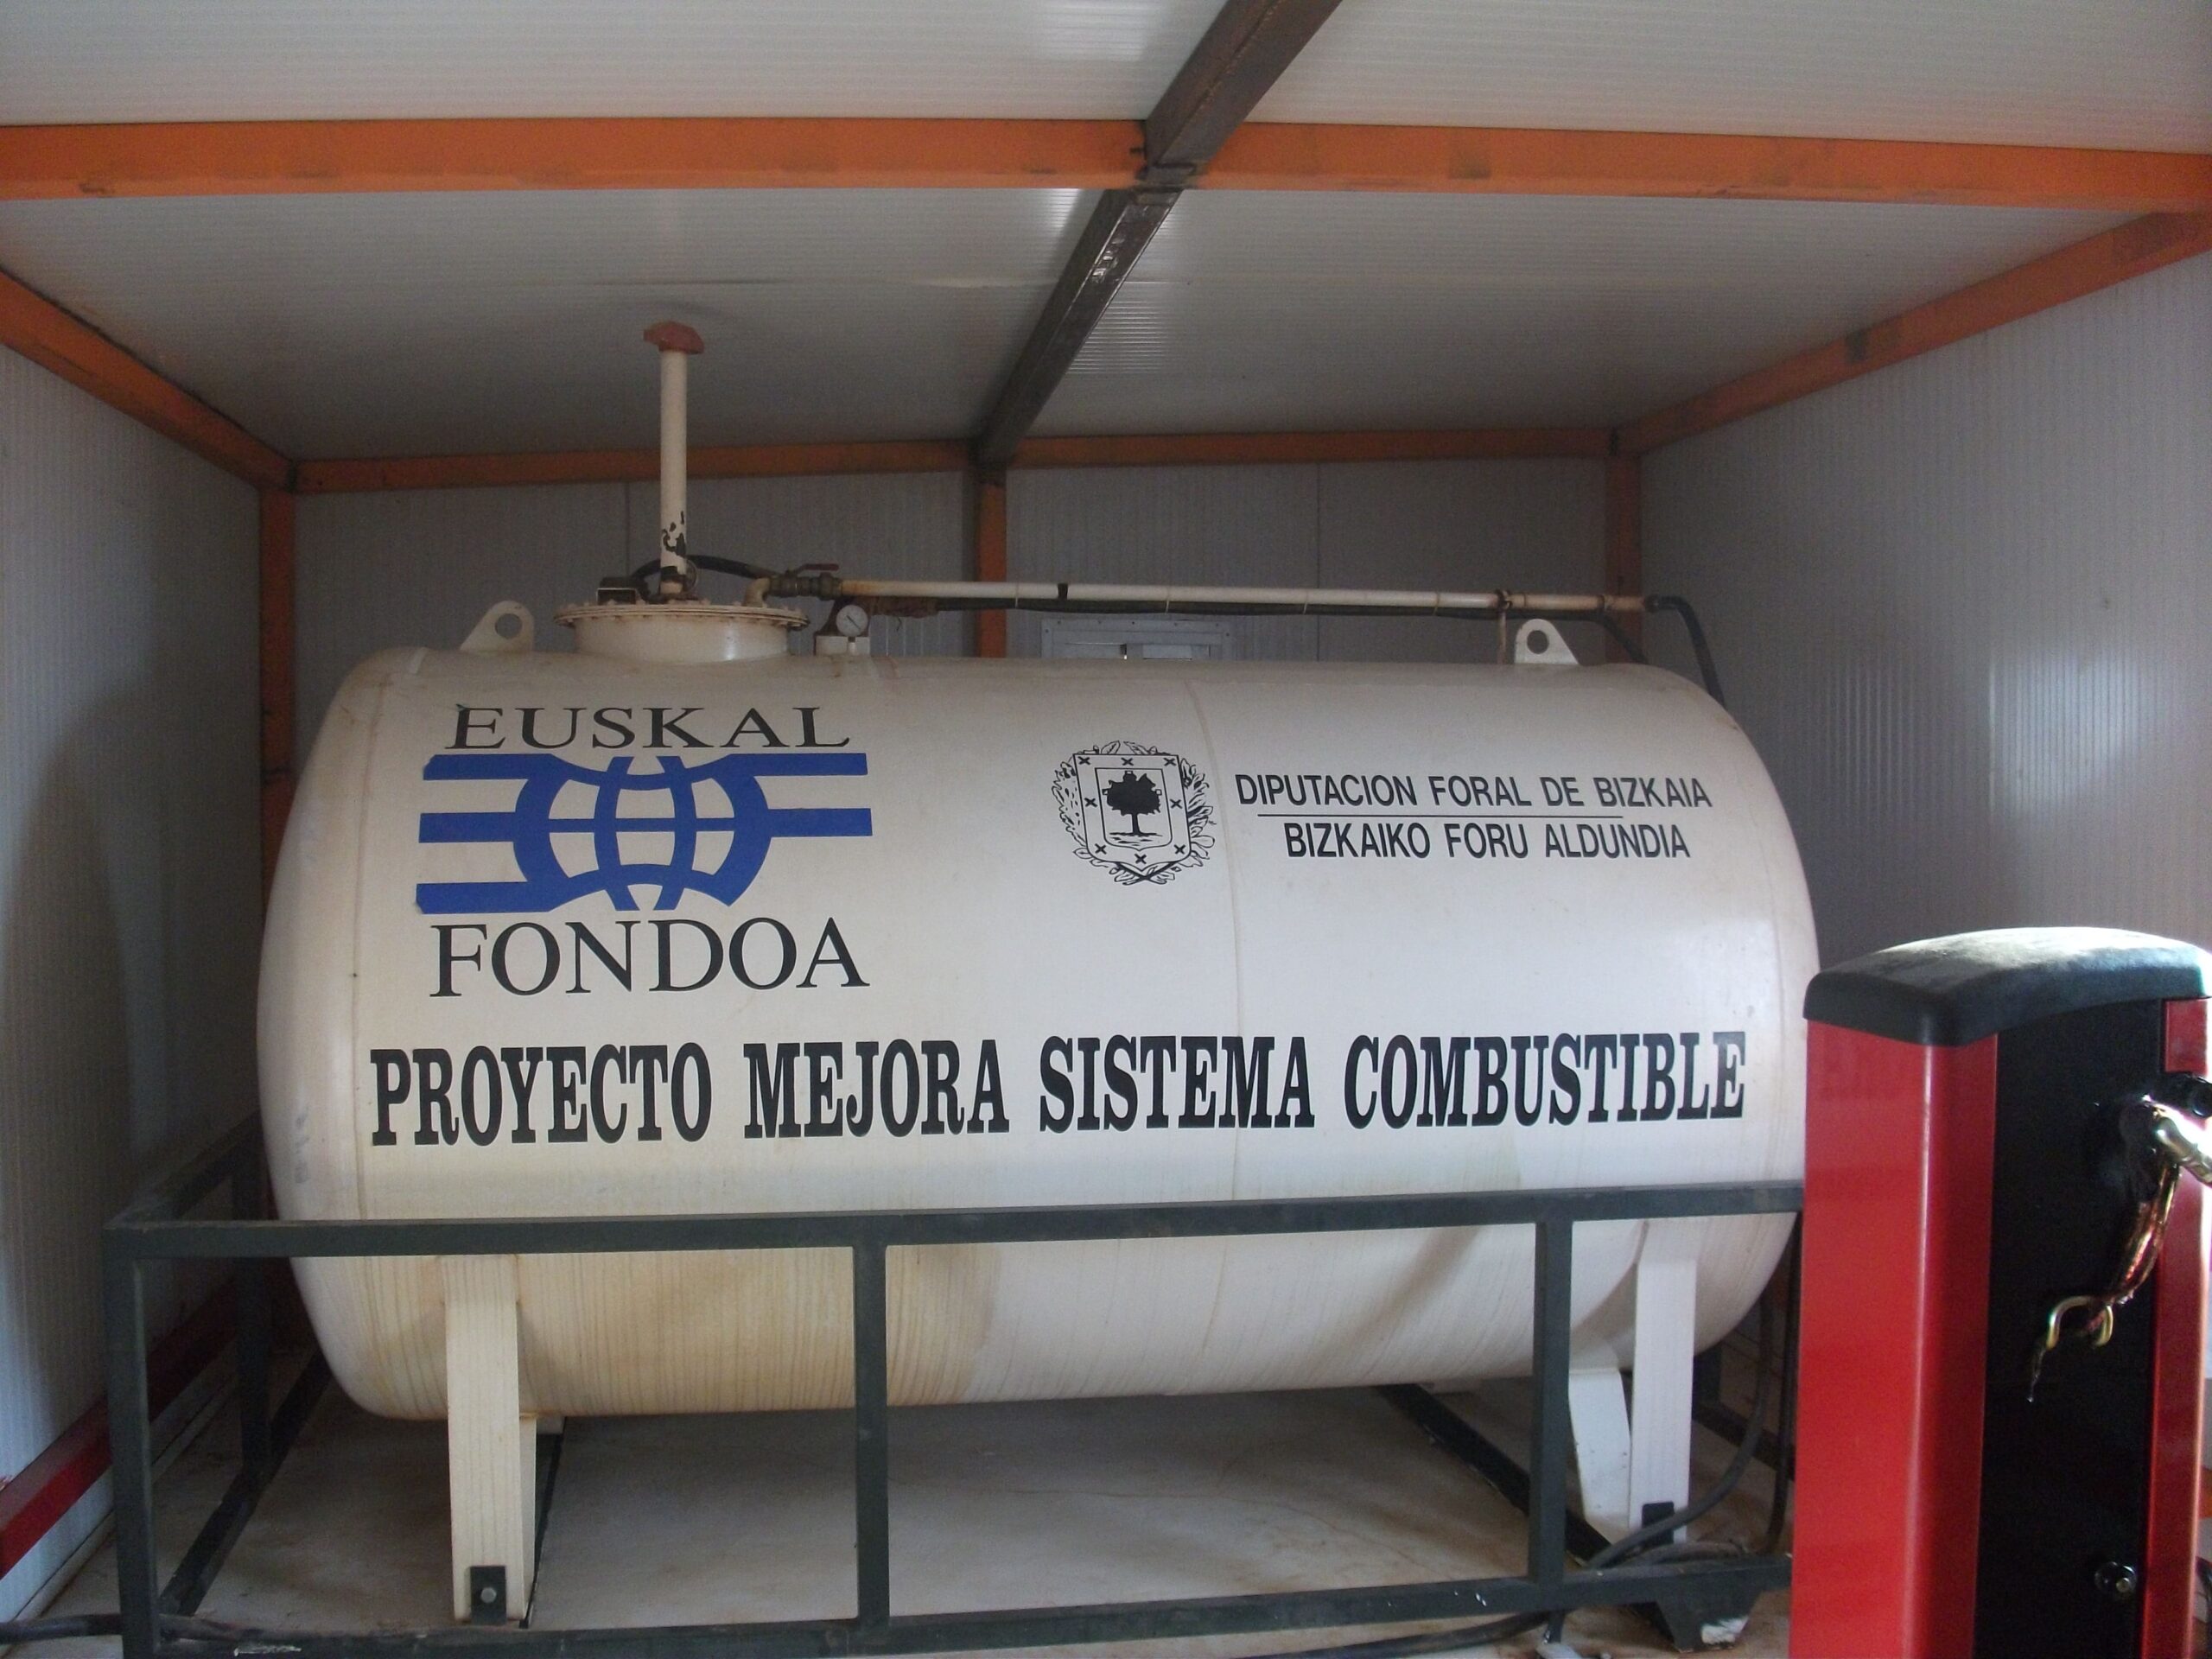 EUSKAL
FONDOA
DIPUTACION FORAL DE BIZKAIA
BIZKAIKO FORU ALDUNDIA
PROYECTO MEJORA SISTEMA COMBUSTIBLE